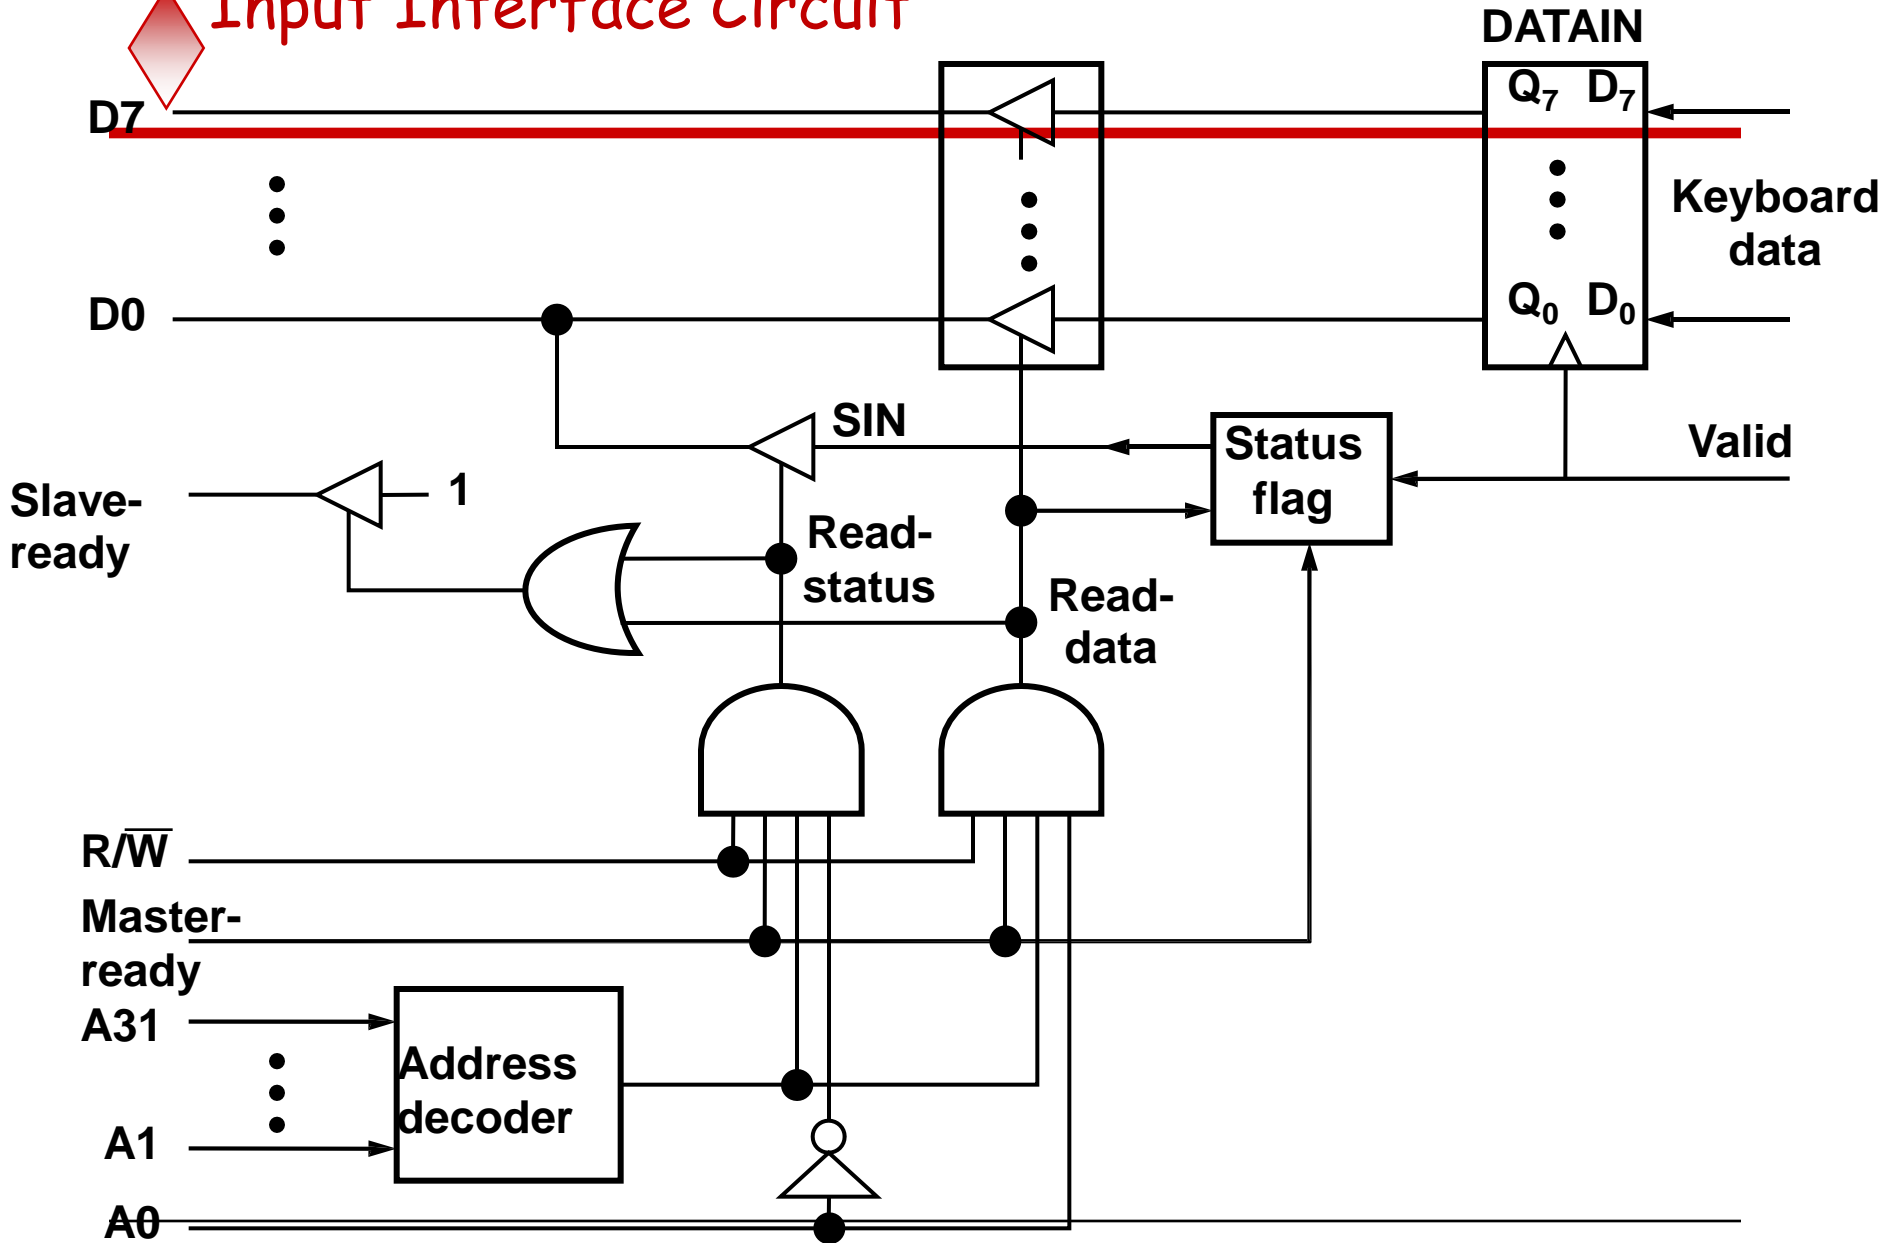 Input Interface Circuit
DATAIN
D7
Q7 D7
Keyboard
data
D0
Q0 D0
SIN
Status
flag
Valid
Slave-
ready
1
Read-
status
Read-
data
R/W̅
Master-
ready
A31
Address
decoder
A1
A0